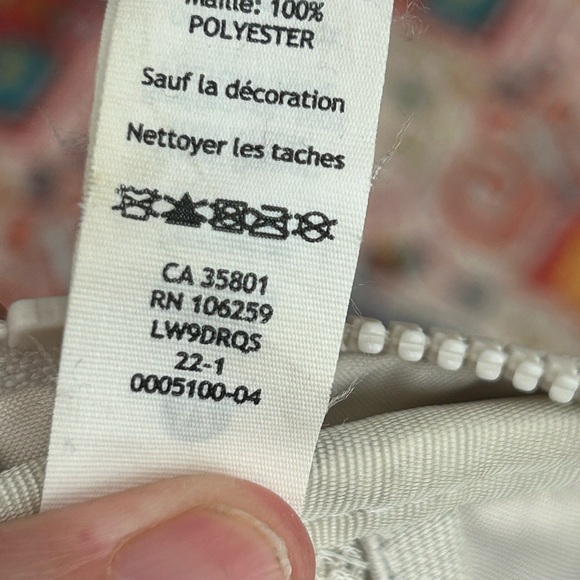 Maille: 100%
POLYESTER
Sauf la décoration
Nettoyer les taches
CA 35801
RN 106259
LW9DRQS
22-1
0005100-04